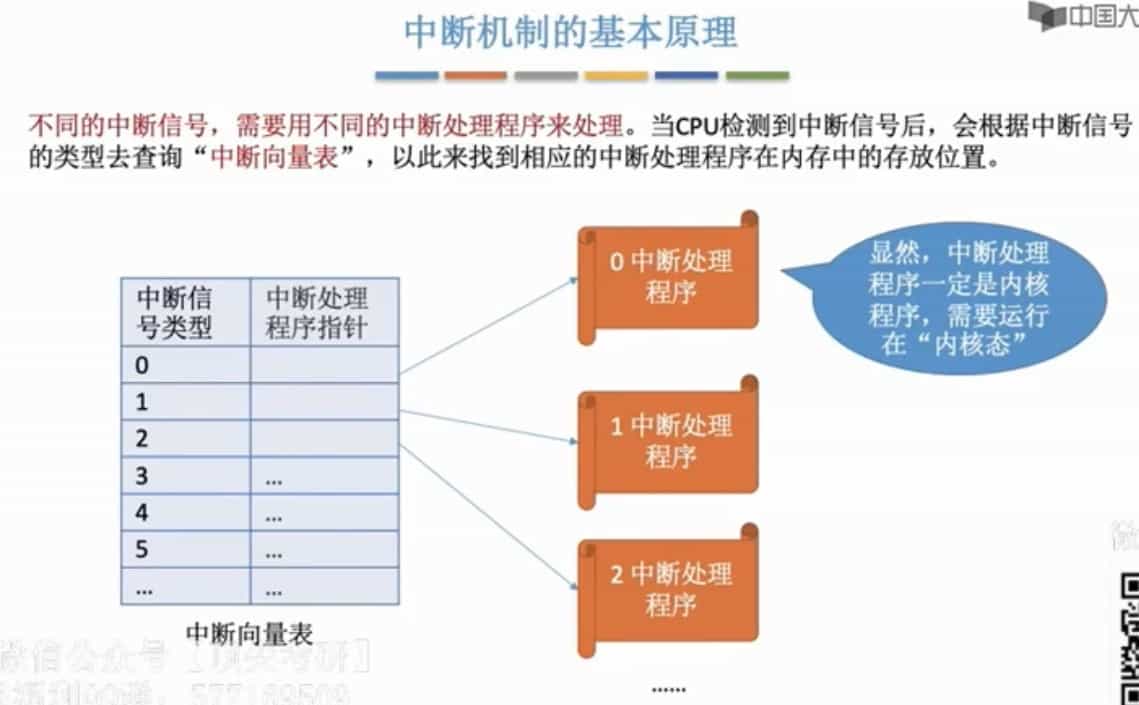 中国大
中断机制的基本原理
不同的中断信号，需要用不同的中断处理程序来处理。当CPU检测到中断信号后，会根据中断信号
的类型去查询“中断向量表”，以此来找到相应的中断处理程序在内存中的存放位置。
中断信
号类型
中断处理
程序指针
0
1
2
3 …
4 …
5 …
… …
中断向量表
0 中断处理
程序
1 中断处理
程序
2 中断处理
程序
……
显然，中断处理
程序一定是内核
程序，需要运行
在“内核态”
微信公众号